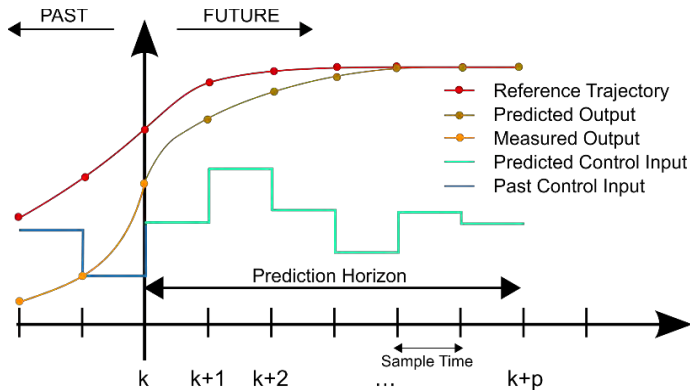 PAST
FUTURE
Reference Trajectory
Predicted Output
Measured Output
Predicted Control Input
Past Control Input
Prediction Horizon
Sample Time
k
k+1
k+2
...
k+p